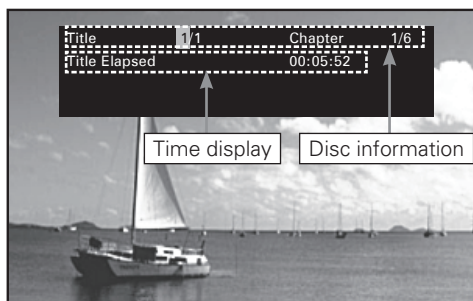 Title 1/1 Chapter 1/6
Title Elapsed 00:05:52
Time display Disc information